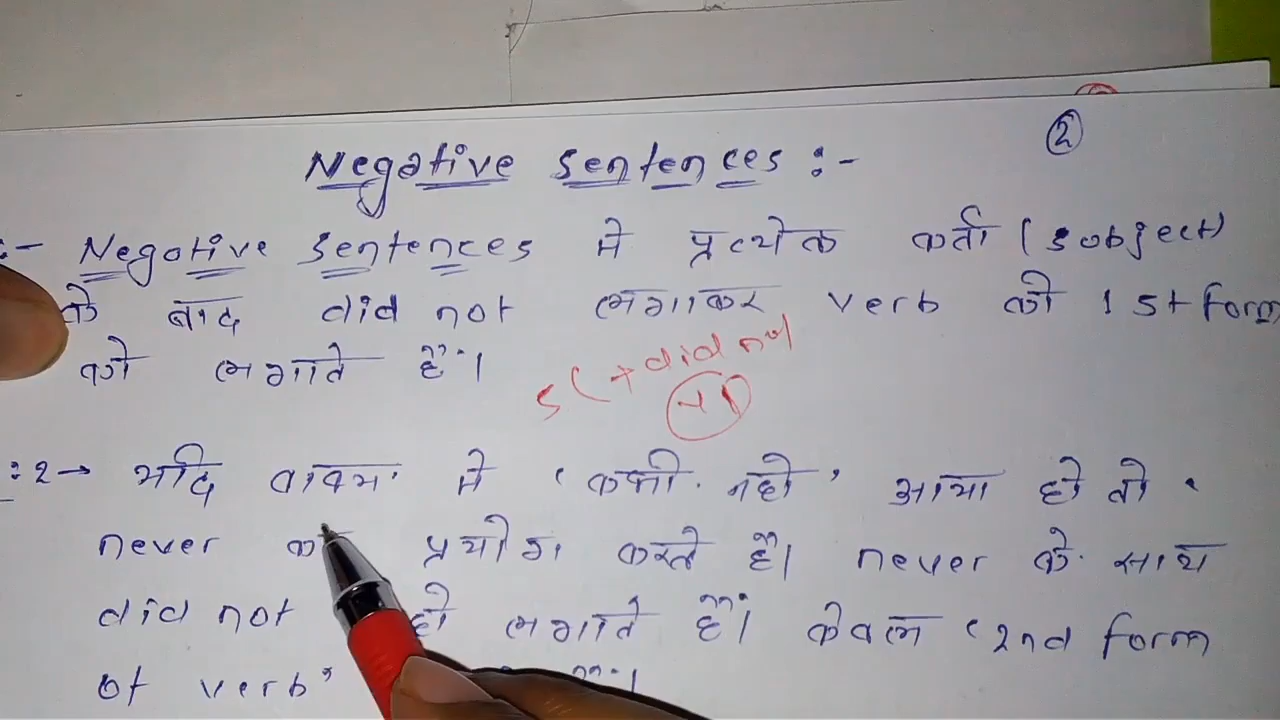 ②
Negative Sentences :-
:- Negative Sentences मे प्रत्येक कर्ता (subject)
के बाद did not लगाकर verb की 1st form
को लगाते हैं।
+ did not
:2→ यदि वाक्य मे 'कभी नही' आया हो तो
never का प्रयोग करते हैं। never के साथ
did not लगाते हैं। केवल '2nd form
of verb'